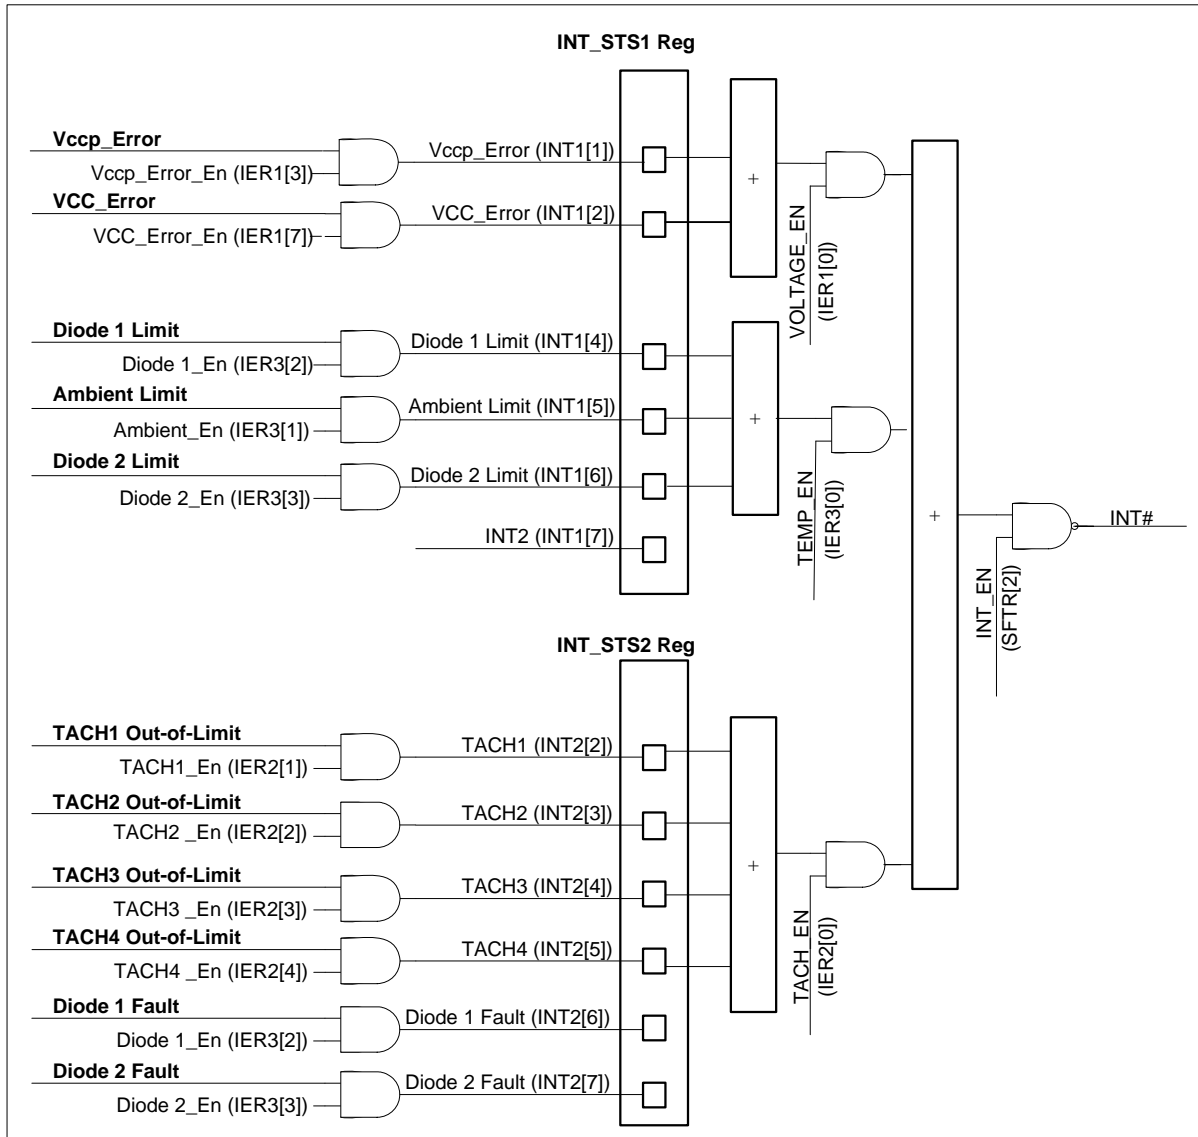 INT_STS1 Reg
Vccp_Error
Vccp_Error_En (IER1[3])
Vccp_Error (INT1[1])
VCC_Error
VCC_Error_En (IER1[7])
VCC_Error (INT1[2])
+
VOLTAGE_EN
(IER1[0])
Diode 1 Limit
Diode 1_En (IER3[2])
Diode 1 Limit (INT1[4])
Ambient Limit
Ambient_En (IER3[1])
Ambient Limit (INT1[5])
Diode 2 Limit
Diode 2_En (IER3[3])
Diode 2 Limit (INT1[6])
INT2 (INT1[7])
+
TEMP_EN
(IER3[0])
+
INT#
INT_EN
(SFTR[2])
INT_STS2 Reg
TACH1 Out-of-Limit
TACH1_En (IER2[1])
TACH1 (INT2[2])
TACH2 Out-of-Limit
TACH2 _En (IER2[2])
TACH2 (INT2[3])
TACH3 Out-of-Limit
TACH3 _En (IER2[3])
TACH3 (INT2[4])
TACH4 Out-of-Limit
TACH4 _En (IER2[4])
TACH4 (INT2[5])
+
TACH_EN
(IER2[0])
Diode 1 Fault
Diode 1_En (IER3[2])
Diode 1 Fault (INT2[6])
Diode 2 Fault
Diode 2_En (IER3[3])
Diode 2 Fault (INT2[7])